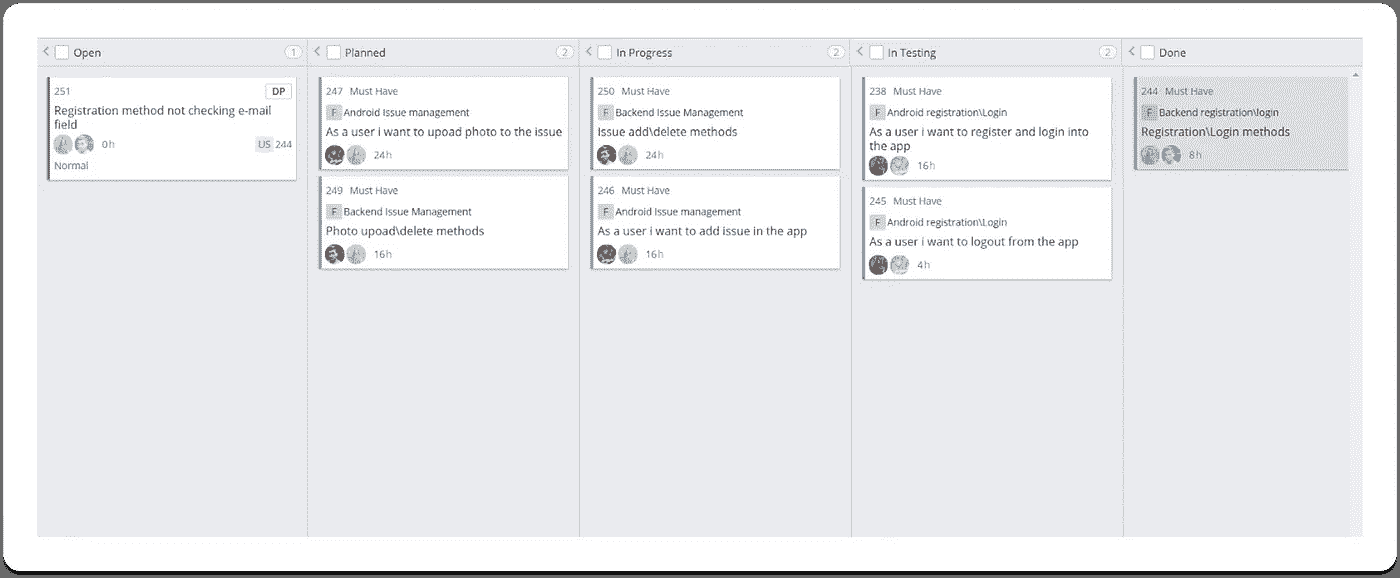 Open 1
251 DP
Registration method not checking e-mail
field
0h US 244
Normal
Planned 2
247 Must Have
F Android Issue management
As a user i want to upoad photo to the issue
24h
249 Must Have
F Backend Issue Management
Photo upoad\delete methods
16h
In Progress 2
250 Must Have
F Backend Issue Management
Issue add\delete methods
24h
246 Must Have
F Android Issue management
As a user i want to add issue in the app
16h
In Testing 2
238 Must Have
F Android registration\Login
As a user i want to register and login into
the app
16h
245 Must Have
F Android registration\Login
As a user i want to logout from the app
4h
Done
244 Must Have
F Backend registration\login
Registration\Login methods
8h